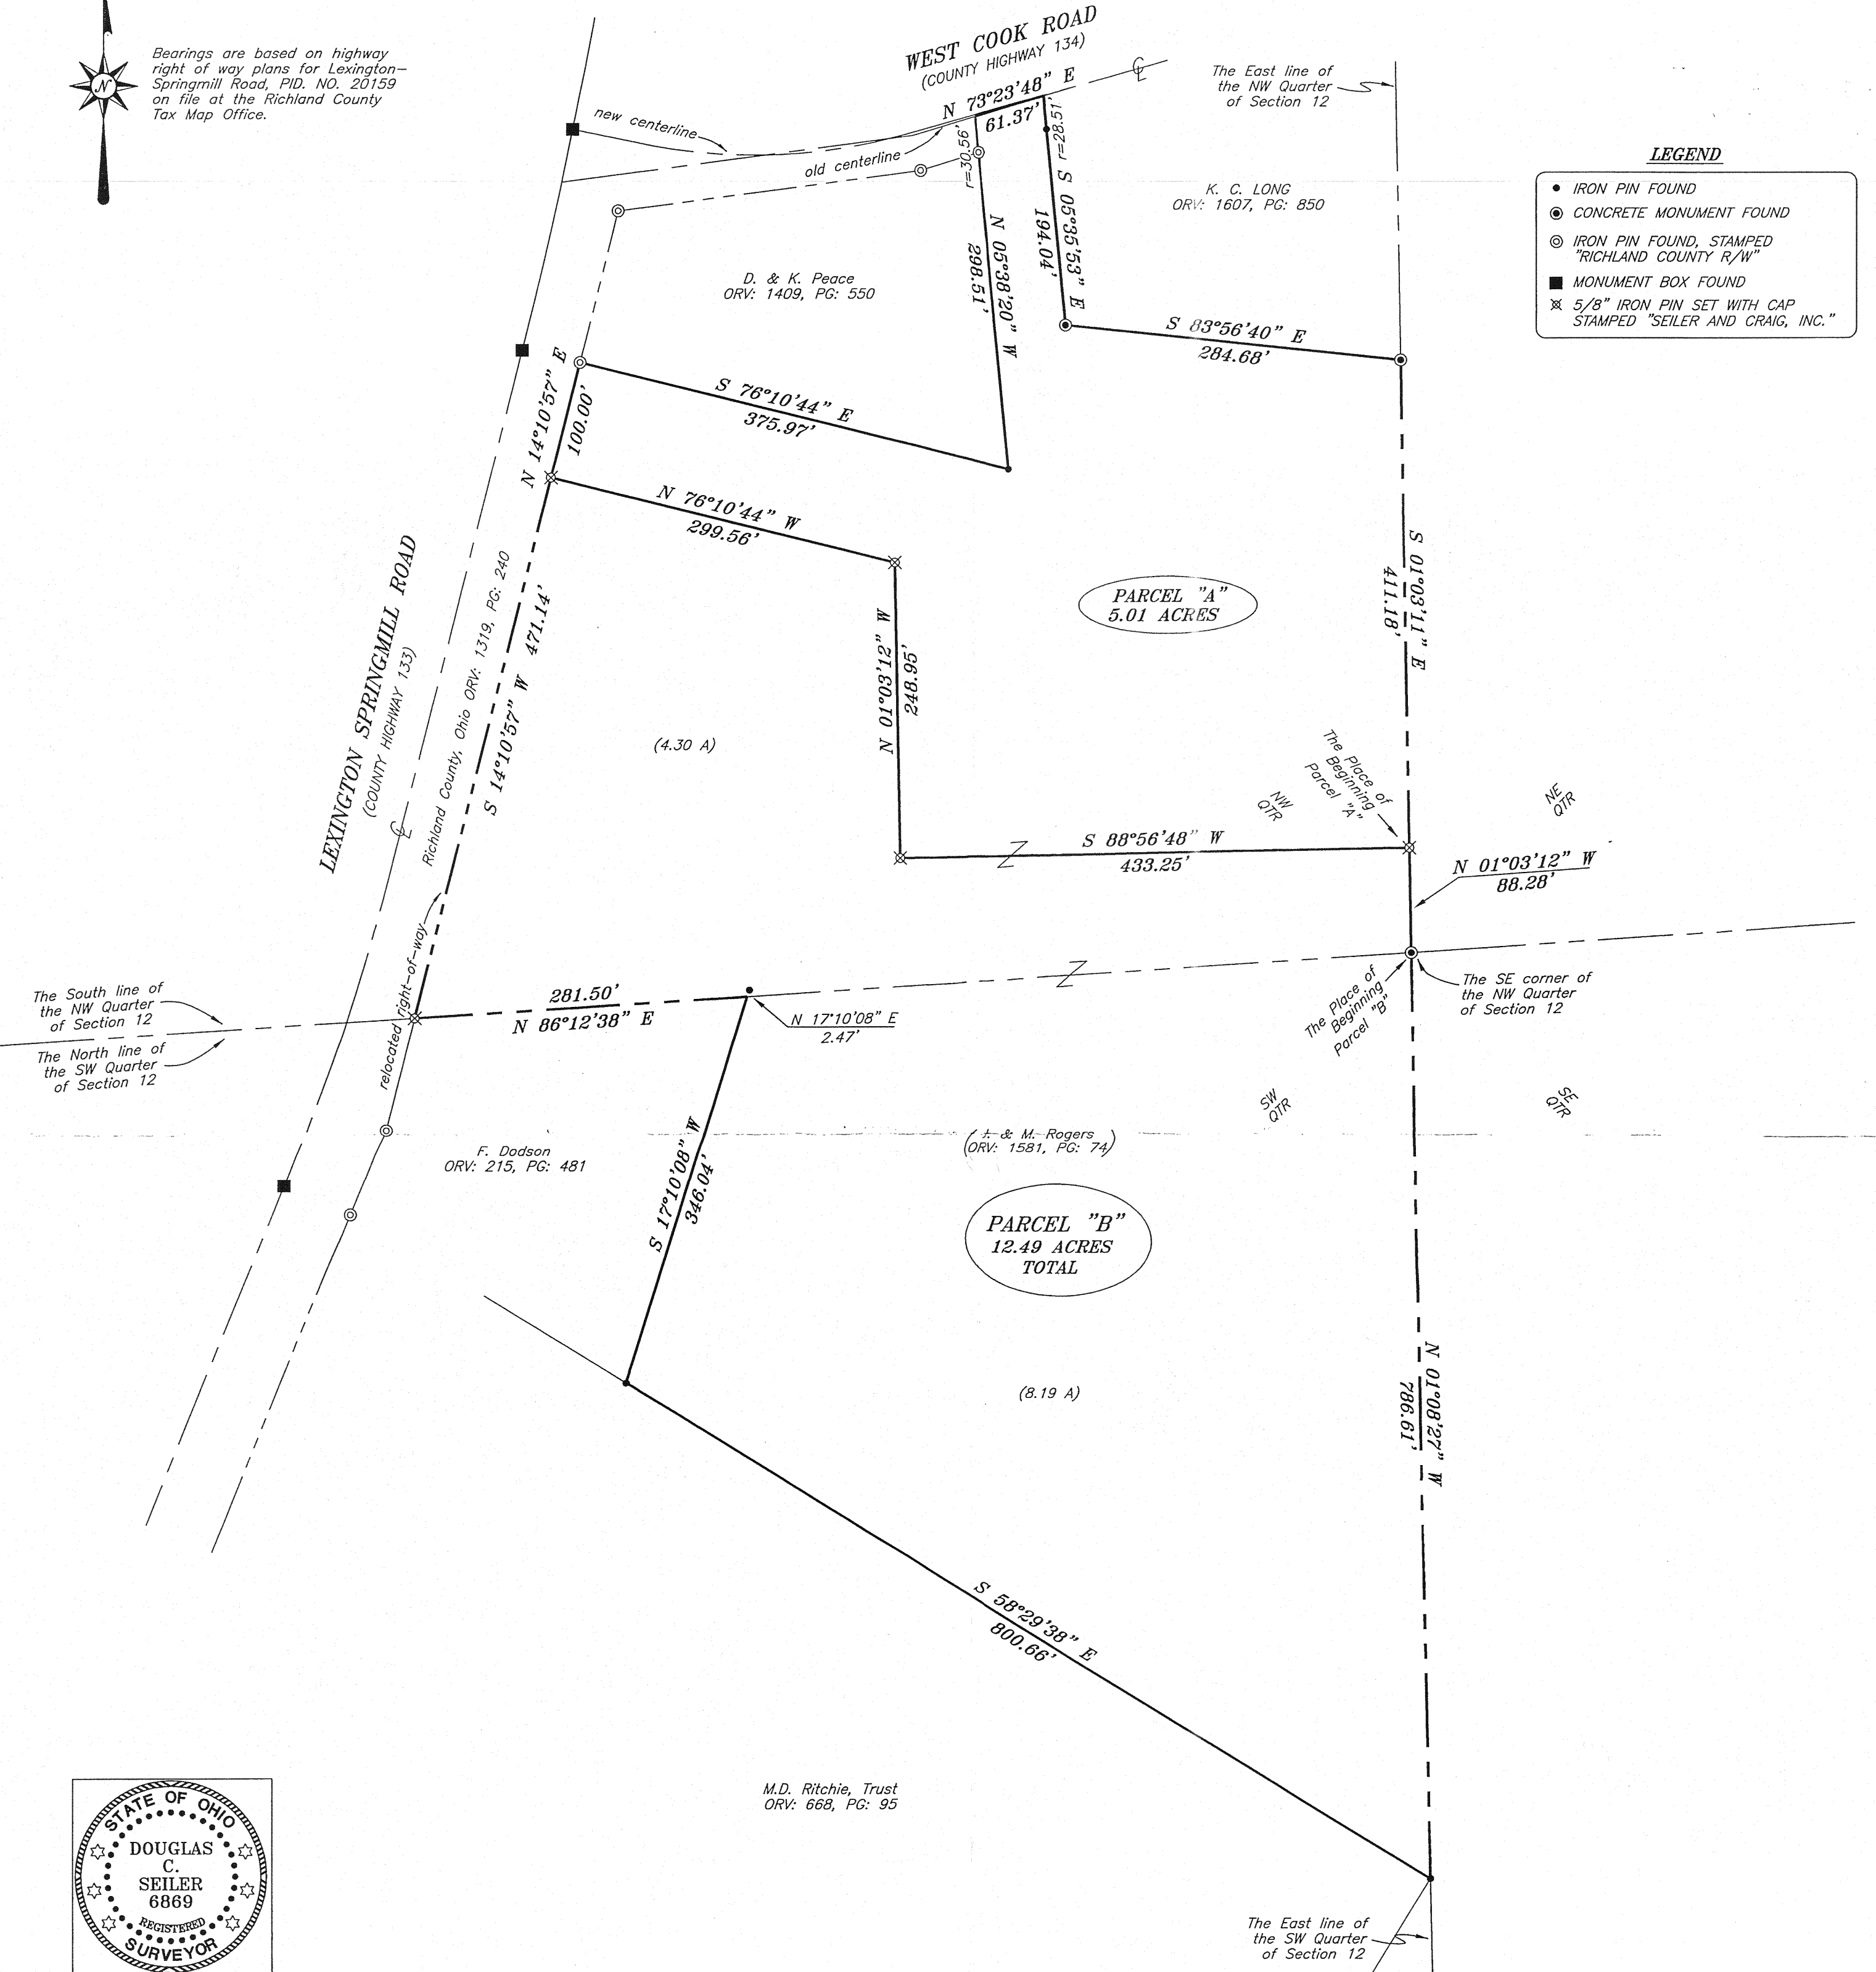 N
Bearings are based on highway
right of way plans for Lexington–
Springmill Road, PID. NO. 20159
on file at the Richland County
Tax Map Office.
WEST COOK ROAD
(COUNTY HIGHWAY 134)
N 73°23'48" E
61.37'
The East line of
the NW Quarter
of Section 12
new centerline
old centerline
r=30.56'
r=28.51'
LEGEND
IRON PIN FOUND
CONCRETE MONUMENT FOUND
IRON PIN FOUND, STAMPED
"RICHLAND COUNTY R/W"
MONUMENT BOX FOUND
5/8" IRON PIN SET WITH CAP
STAMPED "SEILER AND CRAIG, INC."
K. C. LONG
ORV: 1607, PG: 850
S 05°35'53" E
194.04'
N 05°38'20" W
298.51'
D. & K. Peace
ORV: 1409, PG: 550
S 83°56'40" E
284.68'
N 14°10'57" E
100.00'
S 76°10'44" E
375.97'
N 76°10'44" W
299.56'
S 01°03'11" E
411.18'
PARCEL "A"
5.01 ACRES
LEXINGTON SPRINGMILL ROAD
(COUNTY HIGHWAY 133)
Richland County, Ohio ORV: 1319, PG: 240
S 14°10'57" W 471.14'
N 01°03'12" W
248.95'
(4.30 A)
The Place of
Beginning
Parcel "A"
NW
QTR
NE
QTR
S 88°56'48" W
433.25'
N 01°03'12" W
88.28'
relocated right-of-way
The South line of
the NW Quarter
of Section 12
The North line of
the SW Quarter
of Section 12
281.50'
N 86°12'38" E
N 17°10'08" E
2.47'
The Place of
Beginning
Parcel "B"
The SE corner of
the NW Quarter
of Section 12
SW
QTR
SE
QTR
F. Dodson
ORV: 215, PG: 481
S 17°10'08" W
346.04'
(J. & M. Rogers
ORV: 1581, PG: 74)
PARCEL "B"
12.49 ACRES
TOTAL
(8.19 A)
N 01°08'27" W
786.61'
S 58°29'38" E
800.66'
M.D. Ritchie, Trust
ORV: 668, PG: 95
STATE OF OHIO
DOUGLAS
C.
SEILER
6869
REGISTERED
SURVEYOR
The East line of
the SW Quarter
of Section 12